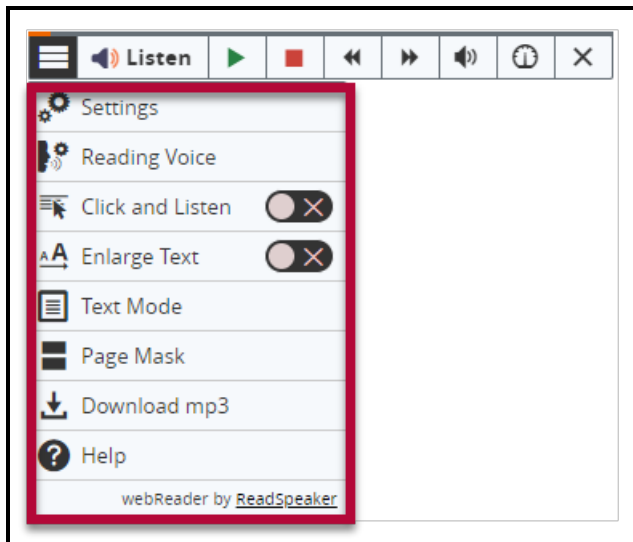 Listen
Settings
Reading Voice
Click and Listen
Enlarge Text
Text Mode
Page Mask
Download mp3
Help
webReader by ReadSpeaker